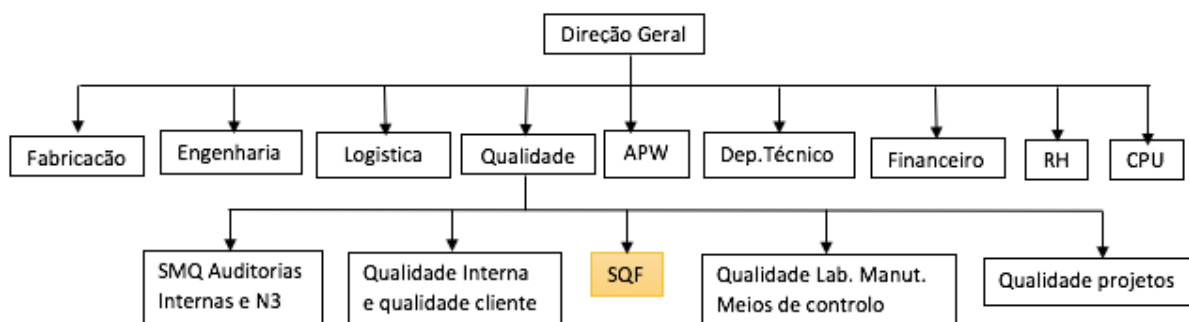 Direção Geral
Fabricacão
Engenharia
Logistica
Qualidade
APW
Dep.Técnico
Financeiro
RH
CPU
SMQ Auditorias
Internas e N3
Qualidade Interna
e qualidade cliente
SQF
Qualidade Lab. Manut.
Meios de controlo
Qualidade projetos